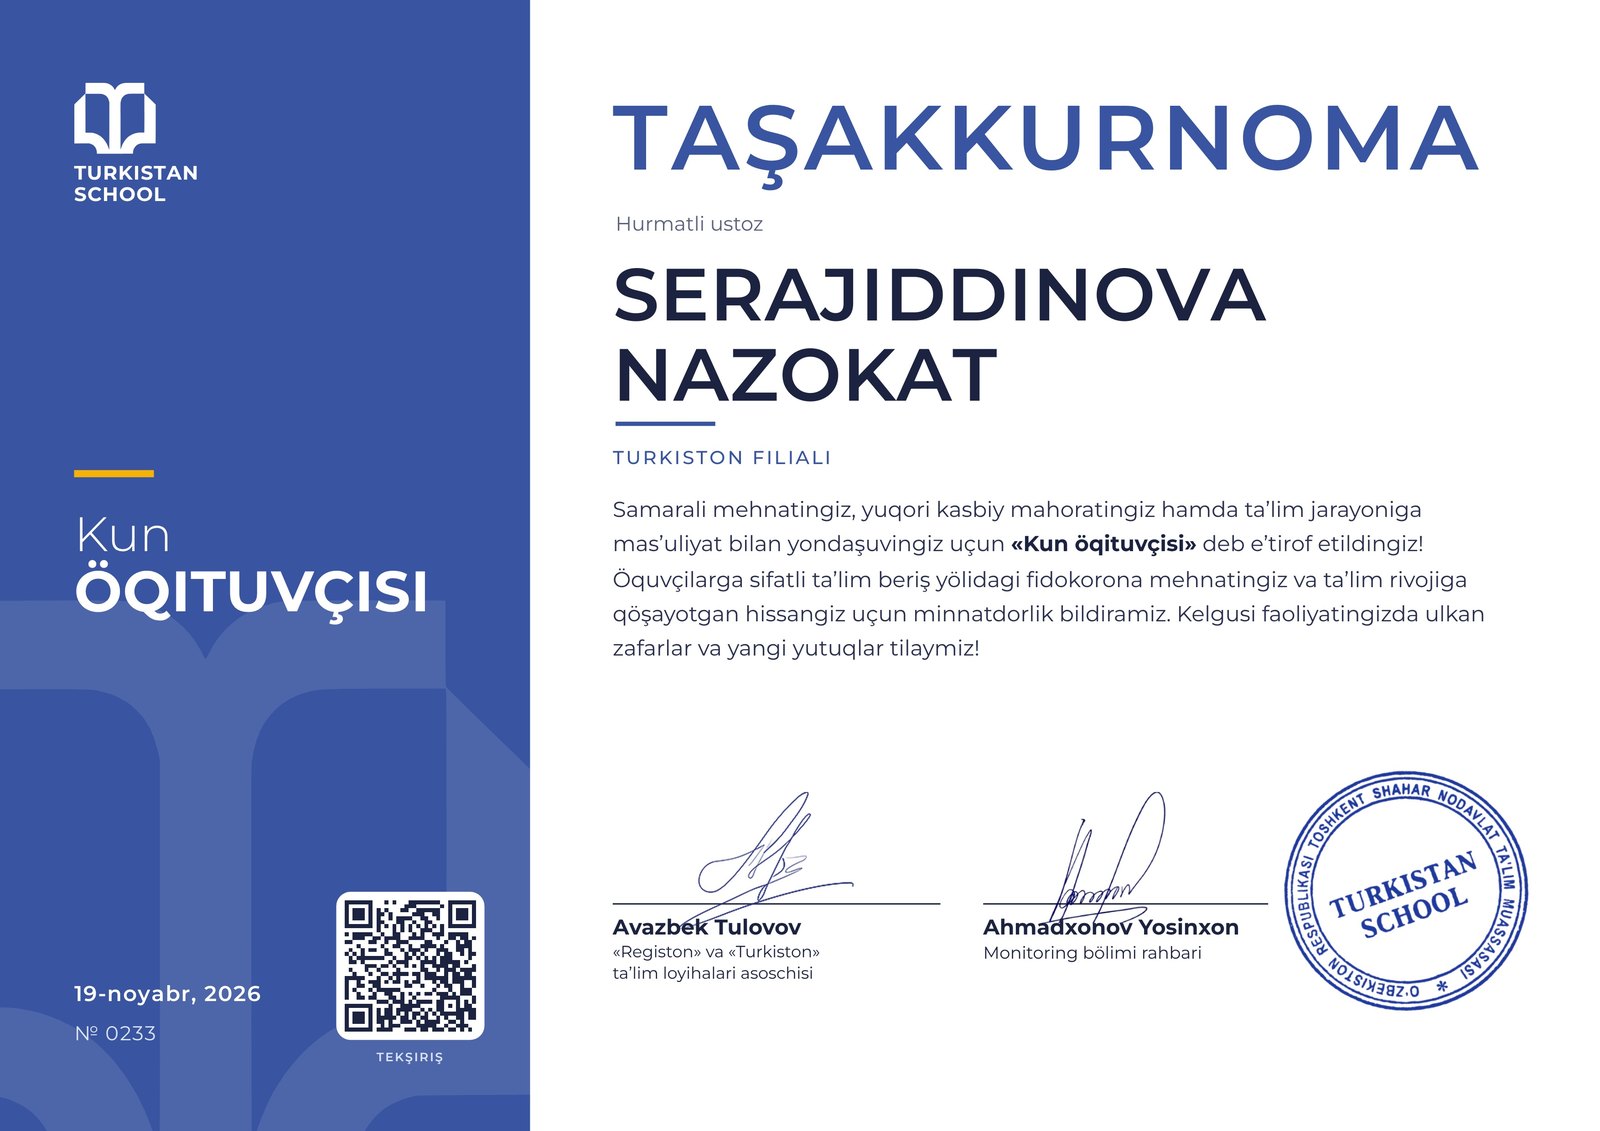 TURKISTAN
SCHOOL
Kun
ÖQITUVÇISI
19-noyabr, 2026
№ 0233
TEKŞIRIŞ
TAŞAKKURNOMA
Hurmatli ustoz
SERAJIDDINOVA
NAZOKAT
TURKISTON FILIALI
Samarali mehnatingiz, yuqori kasbiy mahoratingiz hamda ta’lim jarayoniga
mas’uliyat bilan yondaşuvingiz uçun «Kun öqituvçisi» deb e’tirof etildingiz!
Öquvçilarga sifatli ta’lim beriş yölidagi fidokorona mehnatingiz va ta’lim rivojiga
qöşayotgan hissangiz uçun minnatdorlik bildiramiz. Kelgusi faoliyatingizda ulkan
zafarlar va yangi yutuqlar tilaymiz!
Avazbek Tulovov
«Registon» va «Turkiston»
ta’lim loyihalari asoschisi
Ahmadxonov Yosinxon
Monitoring bölimi rahbari
O'ZBEKISTON RESPUBLIKASI TOSHKENT SHAHAR NODAVLAT TA'LIM MUASSASASI *
TURKISTAN
SCHOOL